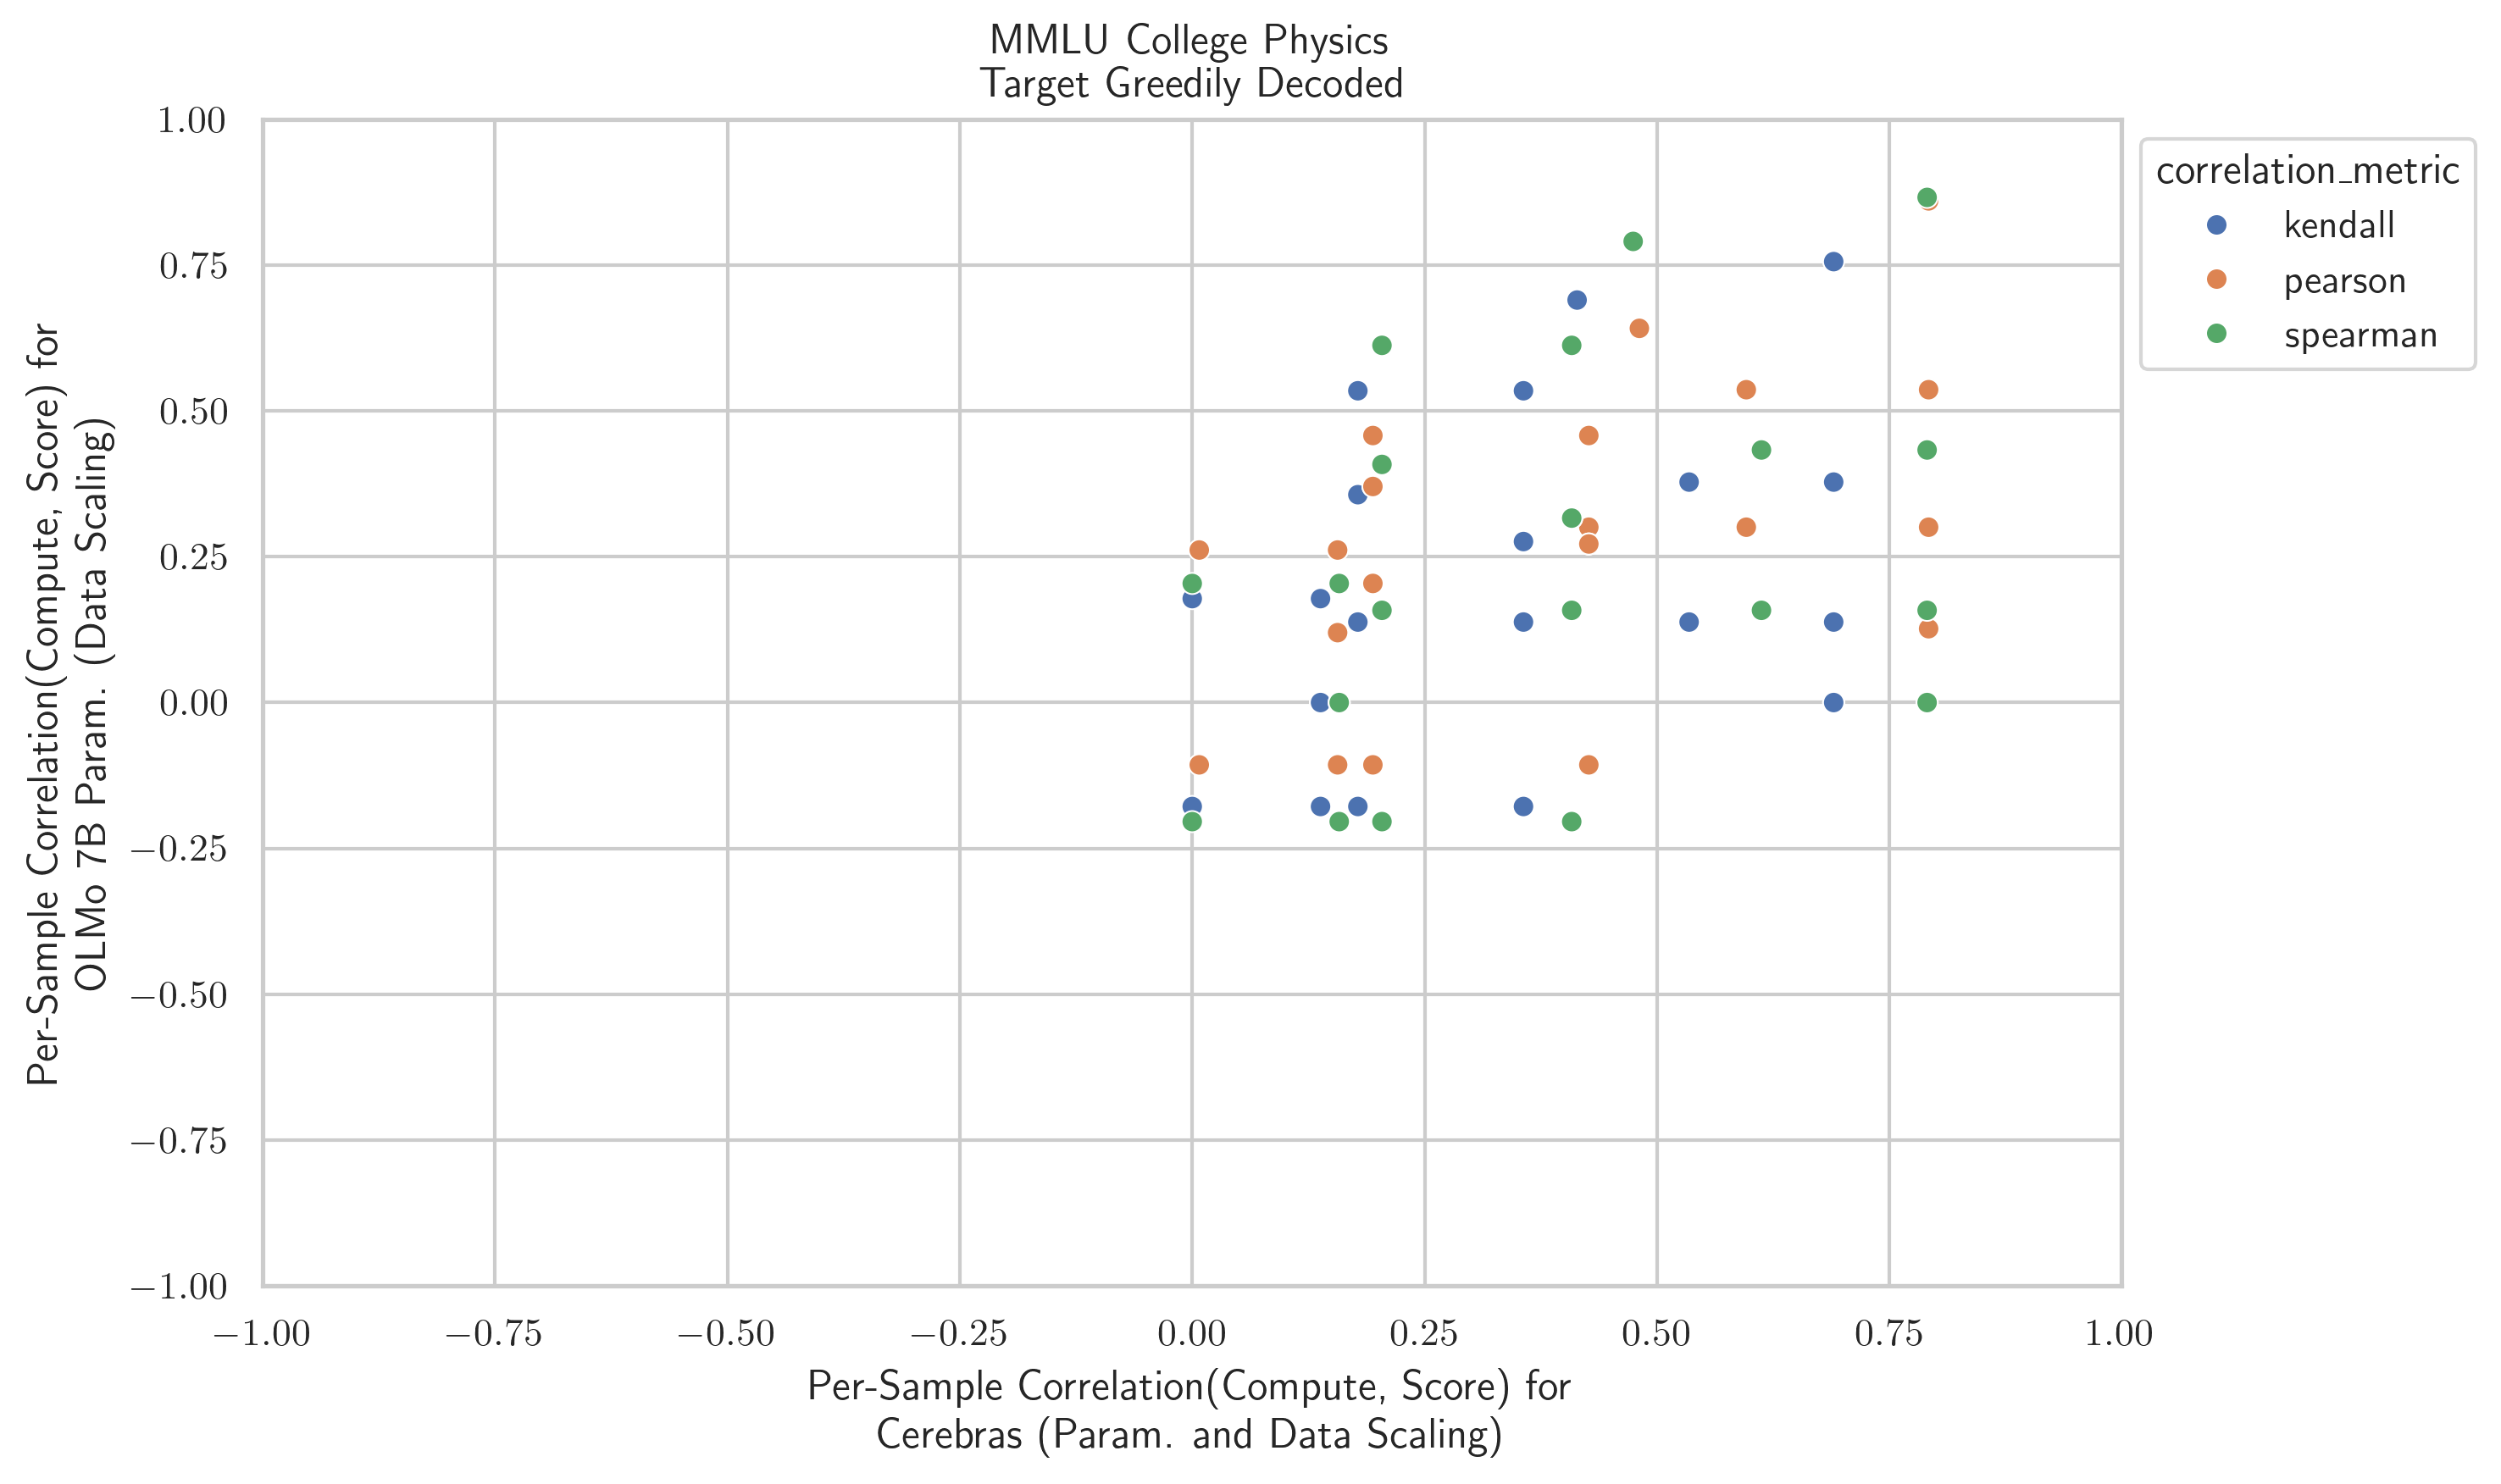 MMLU College Physics
Target Greedily Decoded
correlation_metric
kendall
pearson
spearman
1.00
0.75
0.50
0.25
0.00
−0.25
−0.50
−0.75
−1.00
Per-Sample Correlation(Compute, Score) for
OLMo 7B Param. (Data Scaling)
−1.00 −0.75 −0.50 −0.25 0.00 0.25 0.50 0.75 1.00
Per-Sample Correlation(Compute, Score) for
Cerebras (Param. and Data Scaling)